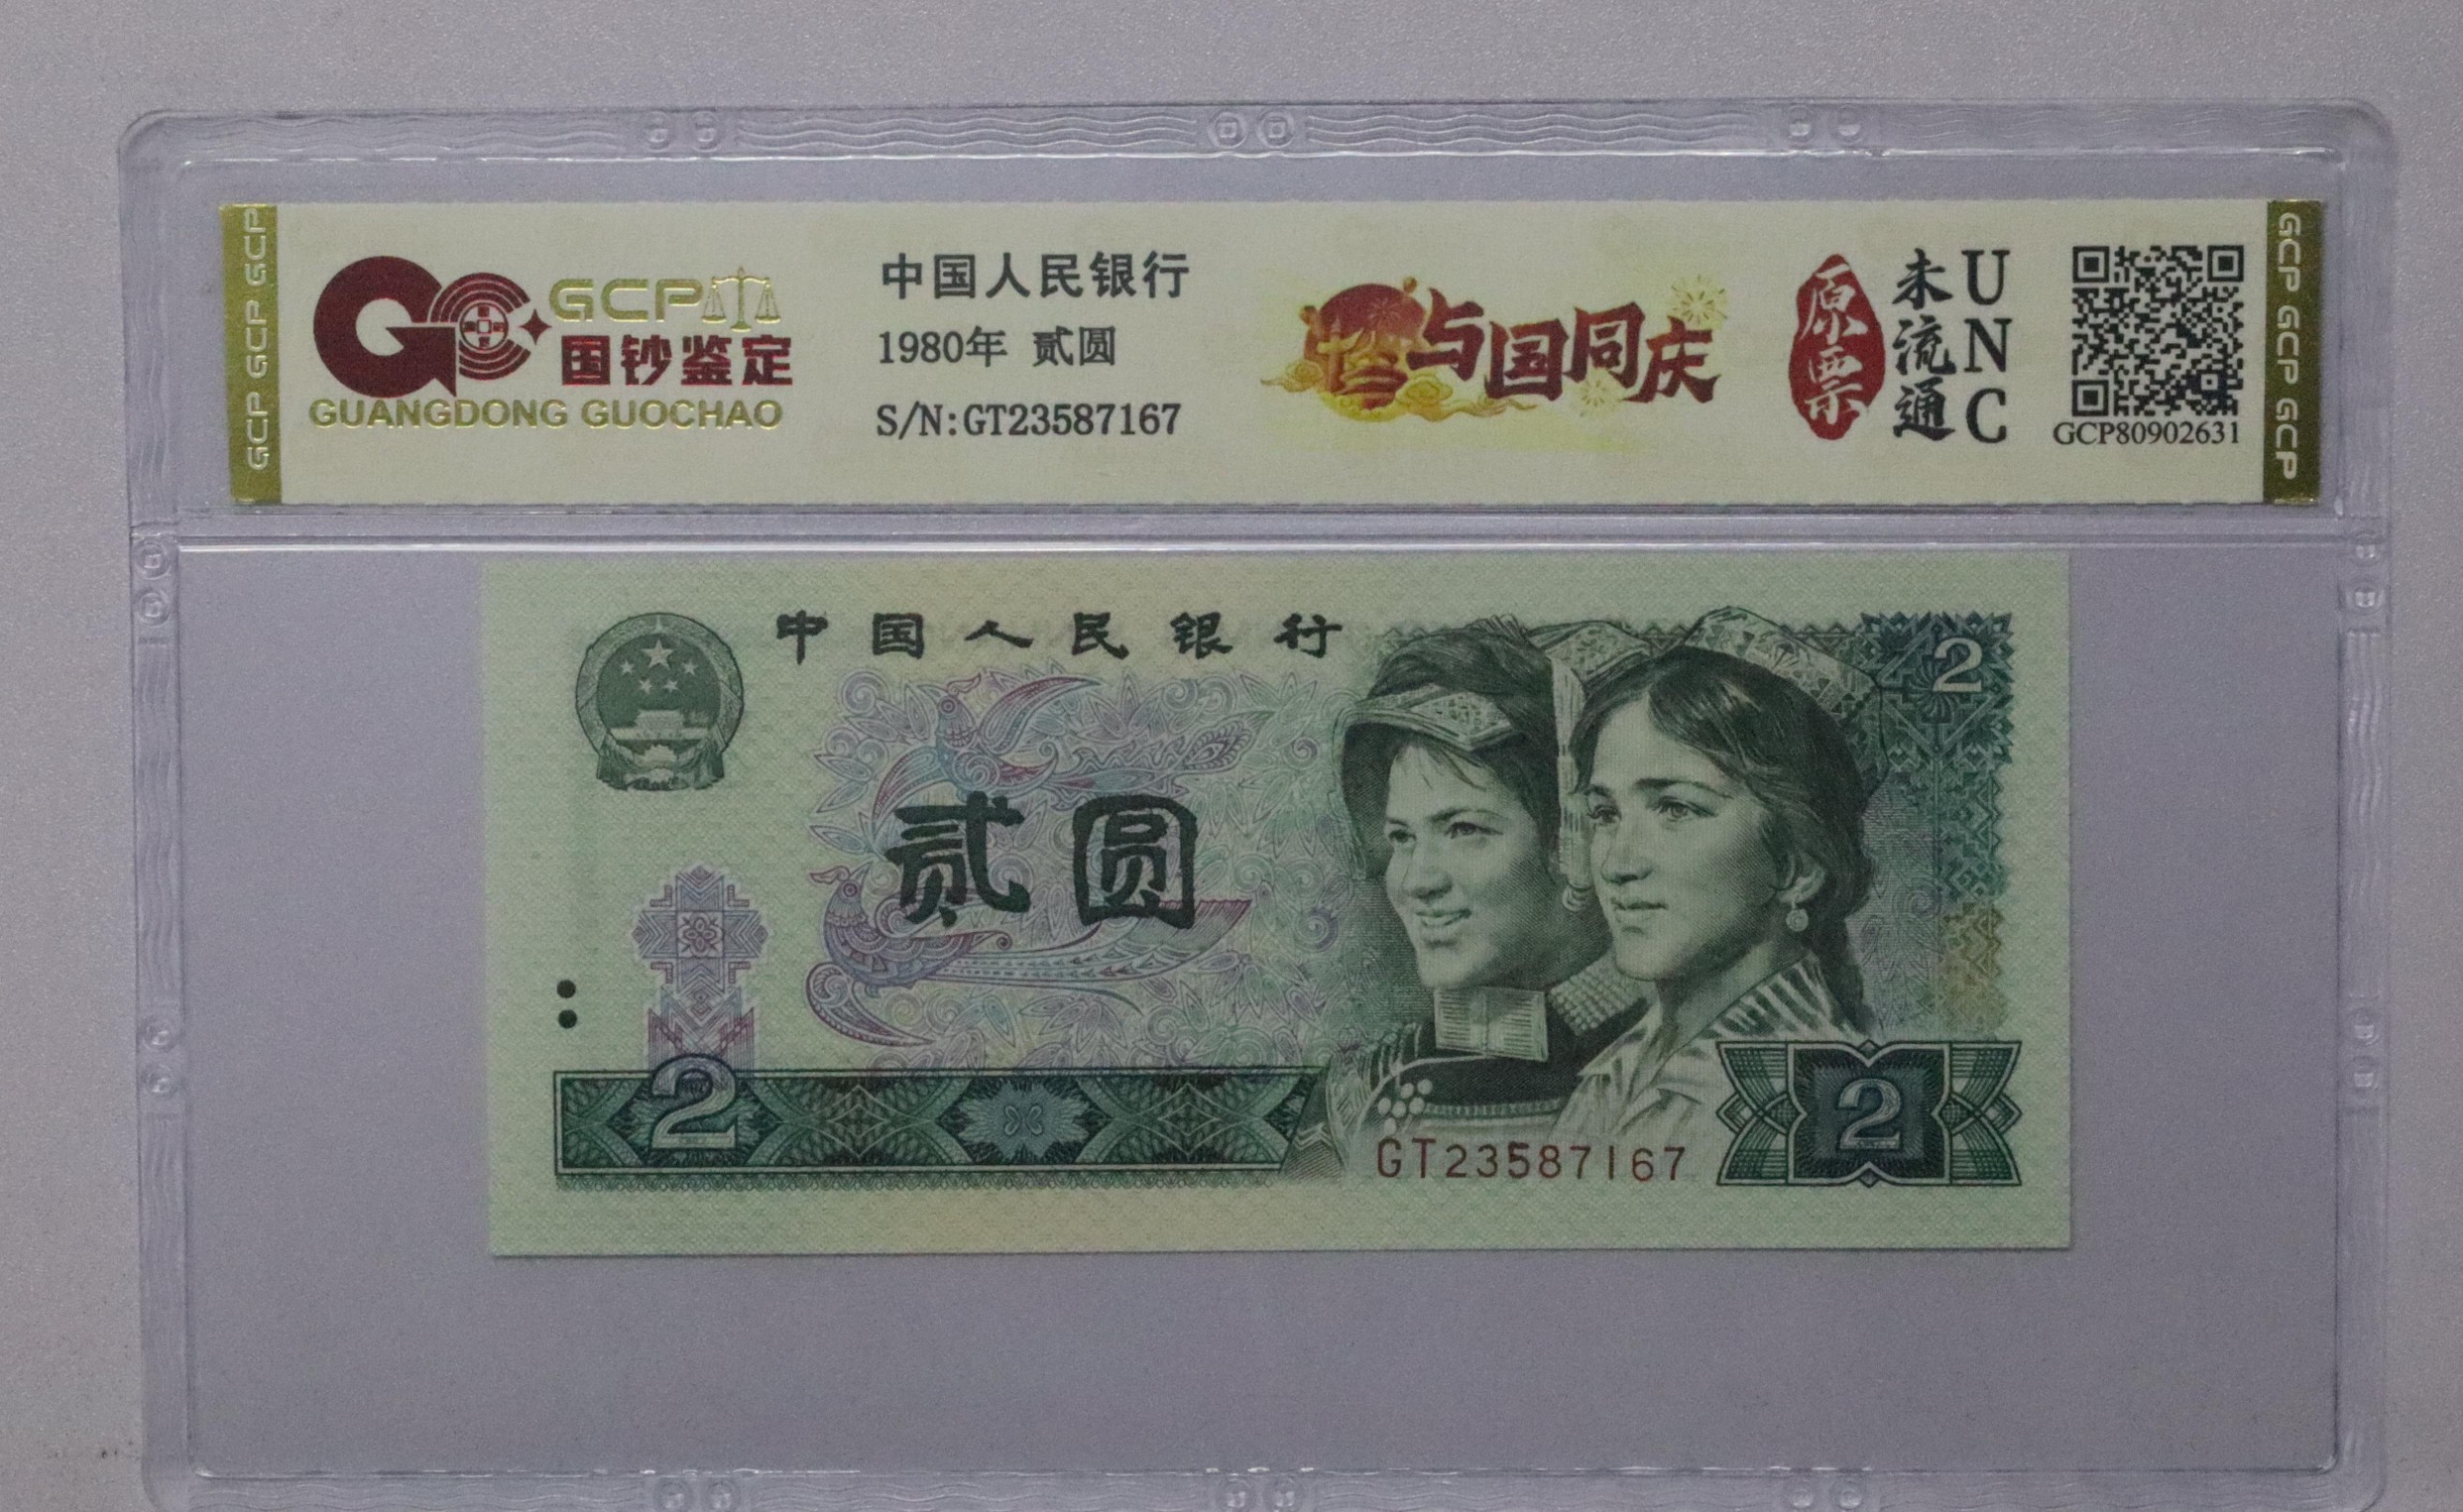 GCP GCP GCP
GCP
国钞鉴定
GUANGDONG GUOCHAO
中国人民银行
1980年 贰圆
S/N:GT23587167
与国同庆
原票
未流通
UNC
GCP80902631
GCP GCP GCP
中国人民银行
2
贰圆
2
GT23587167
2